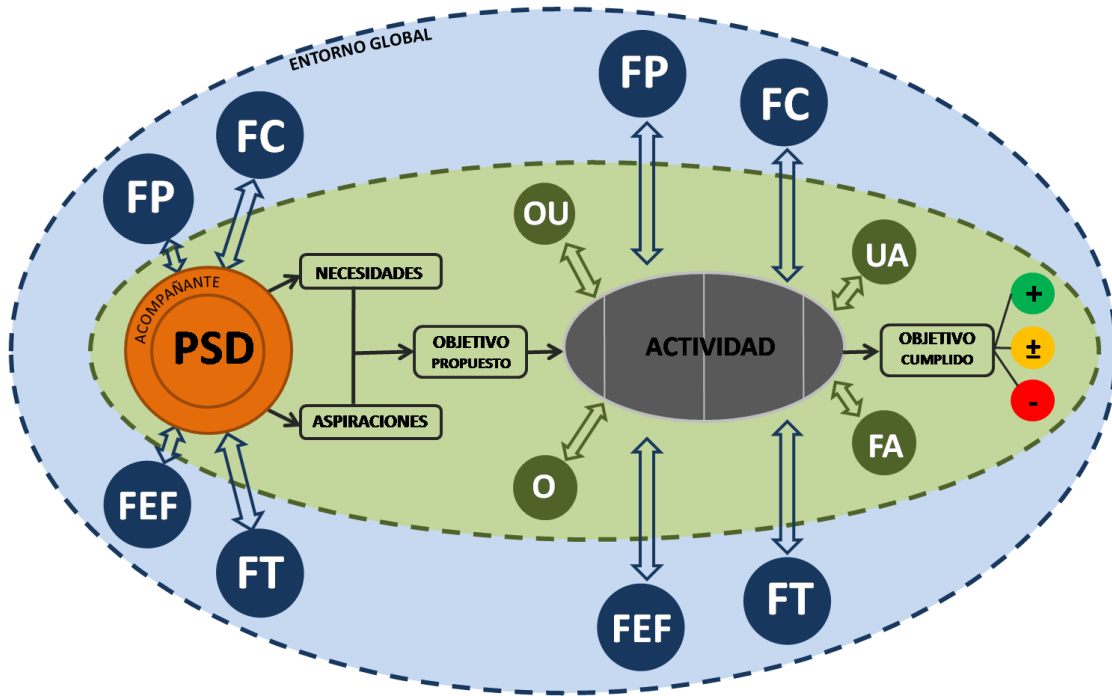 ENTORNO GLOBAL
FP
FC
FP
FC
OU
UA
ACOMPAÑANTE
PSD
NECESIDADES
ASPIRACIONES
OBJETIVO
PROPUESTO
ACTIVIDAD
OBJETIVO
CUMPLIDO
+
±
-
O
FA
FEF
FT
FEF
FT